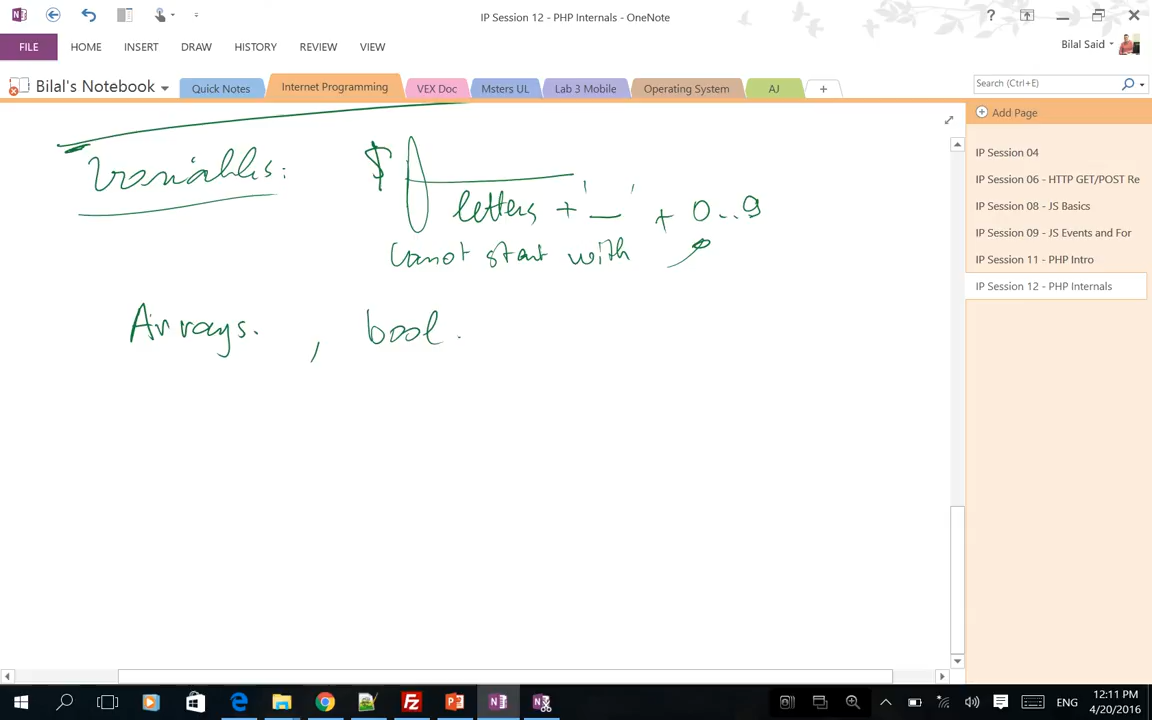 IP Session 12 - PHP Internals - OneNote
?
FILE HOME INSERT DRAW HISTORY REVIEW VIEW
Bilal Said
Bilal's Notebook
Quick Notes
Internet Programming
VEX Doc
Msters UL
Lab 3 Mobile
Operating System
AJ
Search (Ctrl+E)
Add Page
IP Session 04
IP Session 06 - HTTP GET/POST Re
IP Session 08 - JS Basics
IP Session 09 - JS Events and For
IP Session 11 - PHP Intro
IP Session 12 - PHP Internals
Variables:
$
letters + '_' + 0..9
cannot start with
Arrays. , bool.
ENG
12:11 PM
4/20/2016